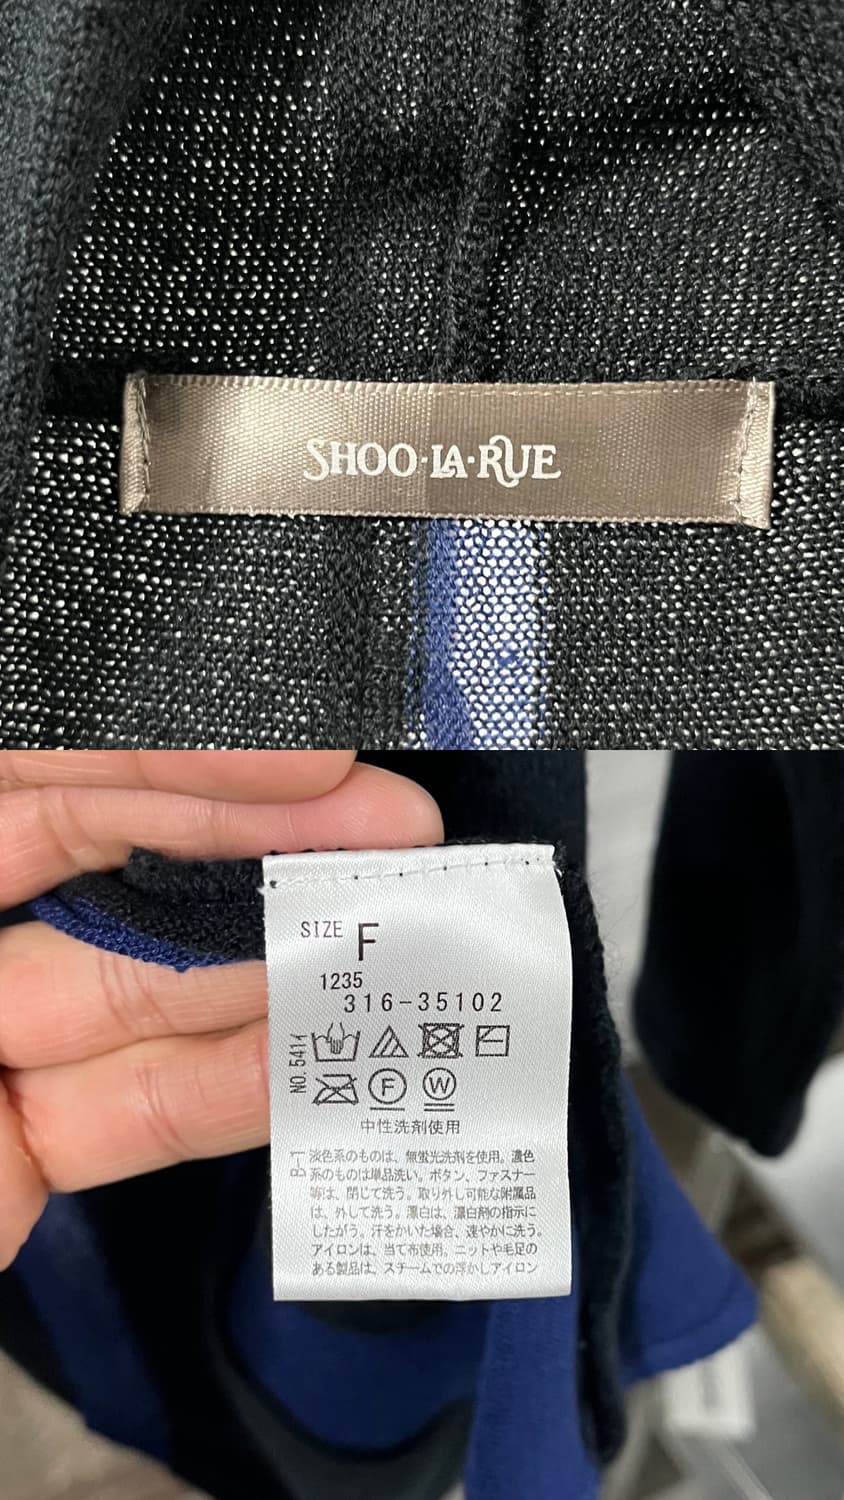 SHOO·LA·RUE
SIZE F
1235
316-35102
NO.5414
F W
中性洗剤使用
B-1
淡色系のものは、無蛍光洗剤を使用。濃色
系のものは単品洗い。ボタン、ファスナー
等は、閉じて洗う。取り外し可能な附属品
は、外して洗う。漂白は、漂白剤の指示に
したがう。汗をかいた場合、速やかに洗う。
アイロンは、当て布使用。ニットや毛足の
ある製品は、スチームでの浮かしアイロン